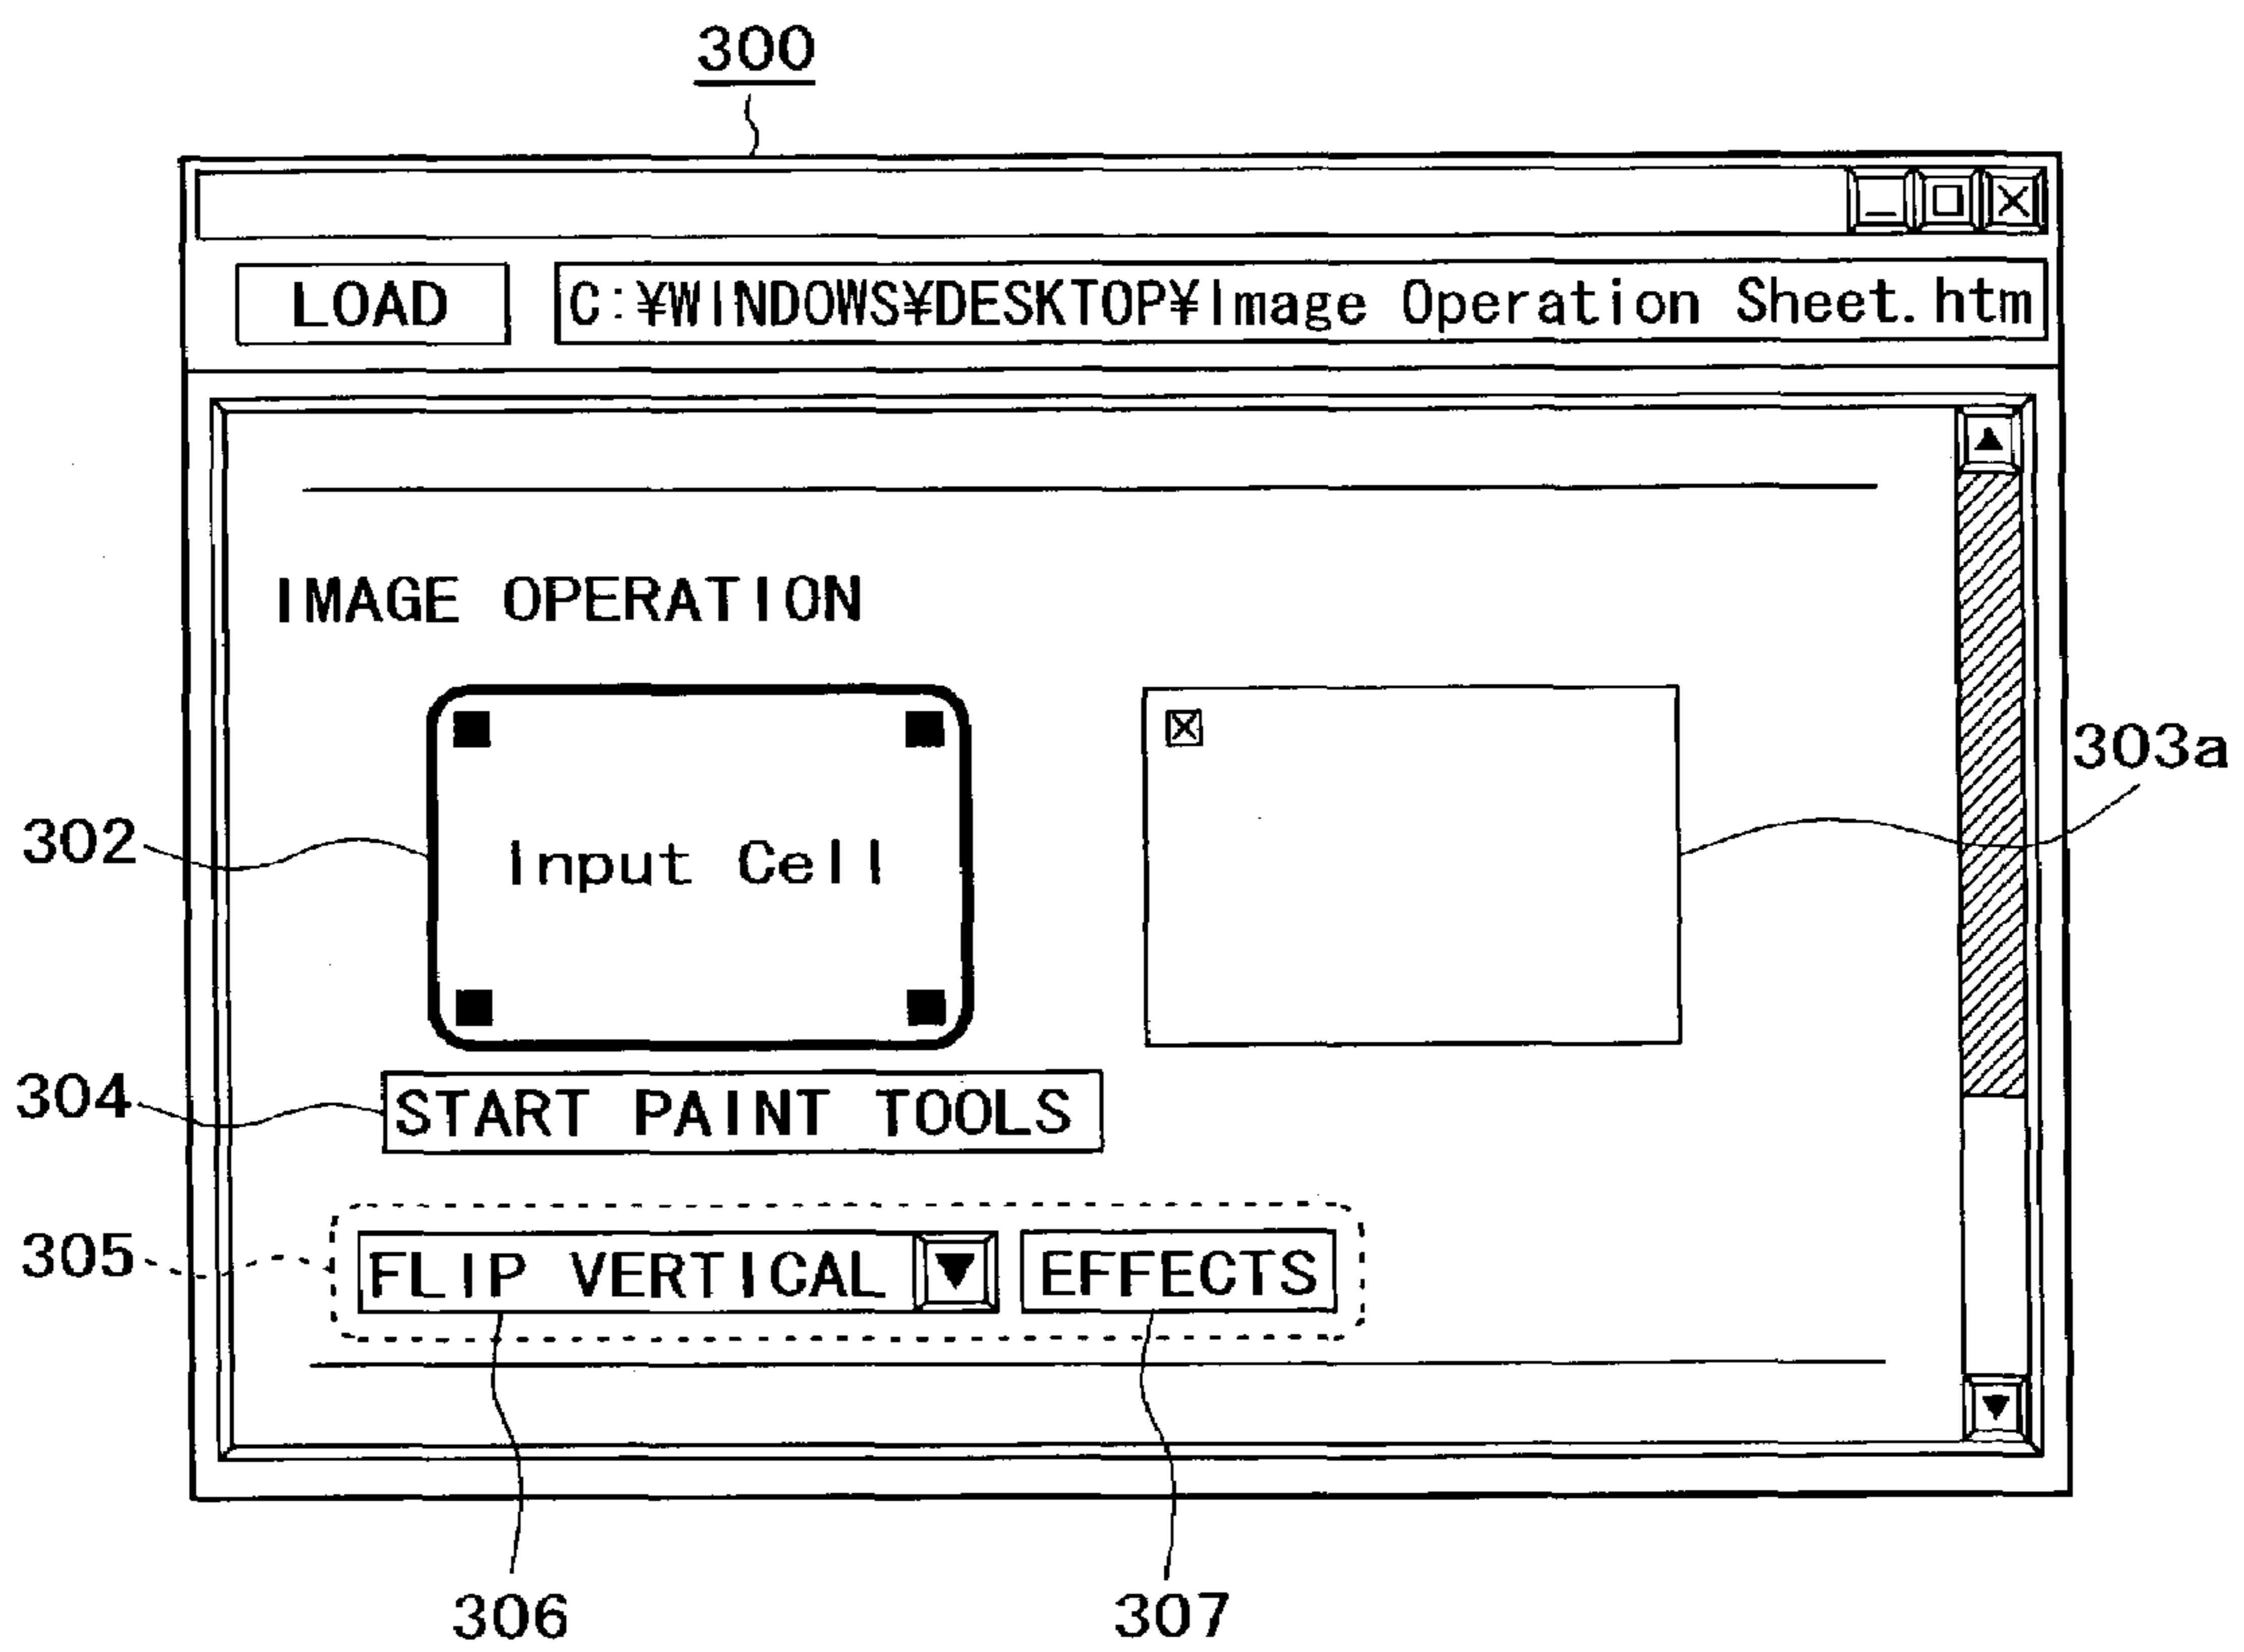 300
LOAD C:¥WINDOWS¥DESKTOP¥Image Operation Sheet.htm
IMAGE OPERATION
303a
302
Input Cell
304
START PAINT TOOLS
305
FLIP VERTICAL EFFECTS
306 307